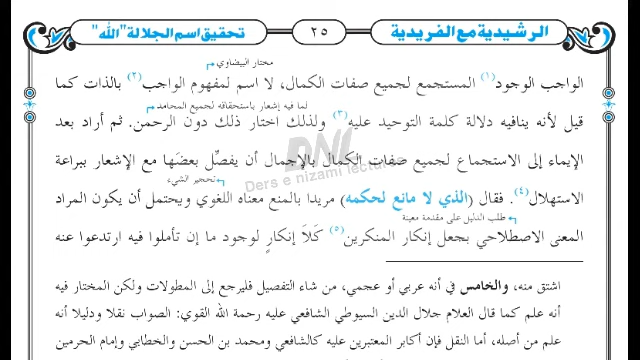 الرشيدية مع الفريدية
٢٥
تحقيق اسم الجلالة "الله"
مختار البيضاوي
الواجب الوجود(١) المستجمع لجميع صفات الكمال، لا اسم لمفهوم الواجب(٢) بالذات كما
لما فيه إشعار باستحقاقه لجميع المحامد
قيل لأنه ينافيه دلالة كلمة التوحيد عليه(٣) ولذلك اختار ذلك دون الرحمن. ثم أراد بعد
الإيماء إلى الاستجماع لجميع صفات الكمال بالإجمال أن يفصِّل بعضَها مع الإشعار ببراعة
تحجير الشيء
الاستهلال(٤). فقال (الذي لا مانع لحكمه) مريدا بالمنع معناه اللغوي ويحتمل أن يكون المراد
طلب الدليل على مقدمة معينة
المعنى الاصطلاحي بجعل إنكار المنكرين(٥) كَلاَ إنكارٍ لوجود ما إن تأملوا فيه ارتدعوا عنه
اشتق منه، والخامس في أنه عربي أو عجمي، من شاء التفصيل فليرجع إلى المطولات ولكن المختار فيه
أنه علم كما قال العلام جلال الدين السيوطي الشافعي عليه رحمة الله القوي: الصواب نقلا ودليلا أنه
علم من أصله، أما النقل فإن أكابر المعتبرين عليه كالشافعي ومحمد بن الحسن والخطابي وإمام الحرمين
DNI
Ders e nizami lectures